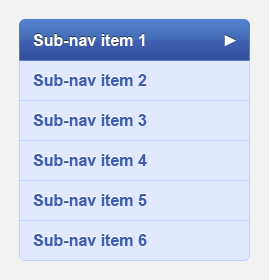 Sub-nav item 1
Sub-nav item 2
Sub-nav item 3
Sub-nav item 4
Sub-nav item 5
Sub-nav item 6